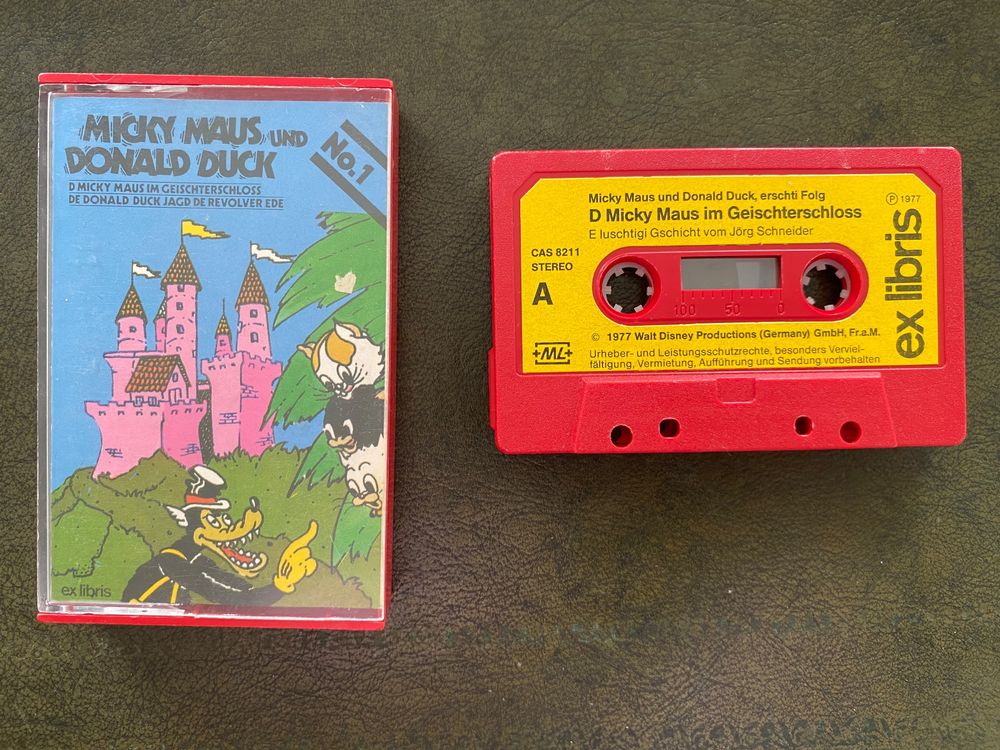 MICKY MAUS UND
DONALD DUCK
D MICKY MAUS IM GEISCHTERSCHLOSS
DE DONALD DUCK JAGD DE REVOLVER EDE
No.1
ex libris
Micky Maus und Donald Duck, erschti Folg
D Micky Maus im Geischterschloss
E luschtigi Gschicht vom Jörg Schneider
℗ 1977
CAS 8211
STEREO
A
100 50 0
ex libris
© 1977 Walt Disney Productions (Germany) GmbH, Fr.a.M.
+ML+
Urheber- und Leistungsschutzrechte, besonders Verviel-
fältigung, Vermietung, Aufführung und Sendung vorbehalten